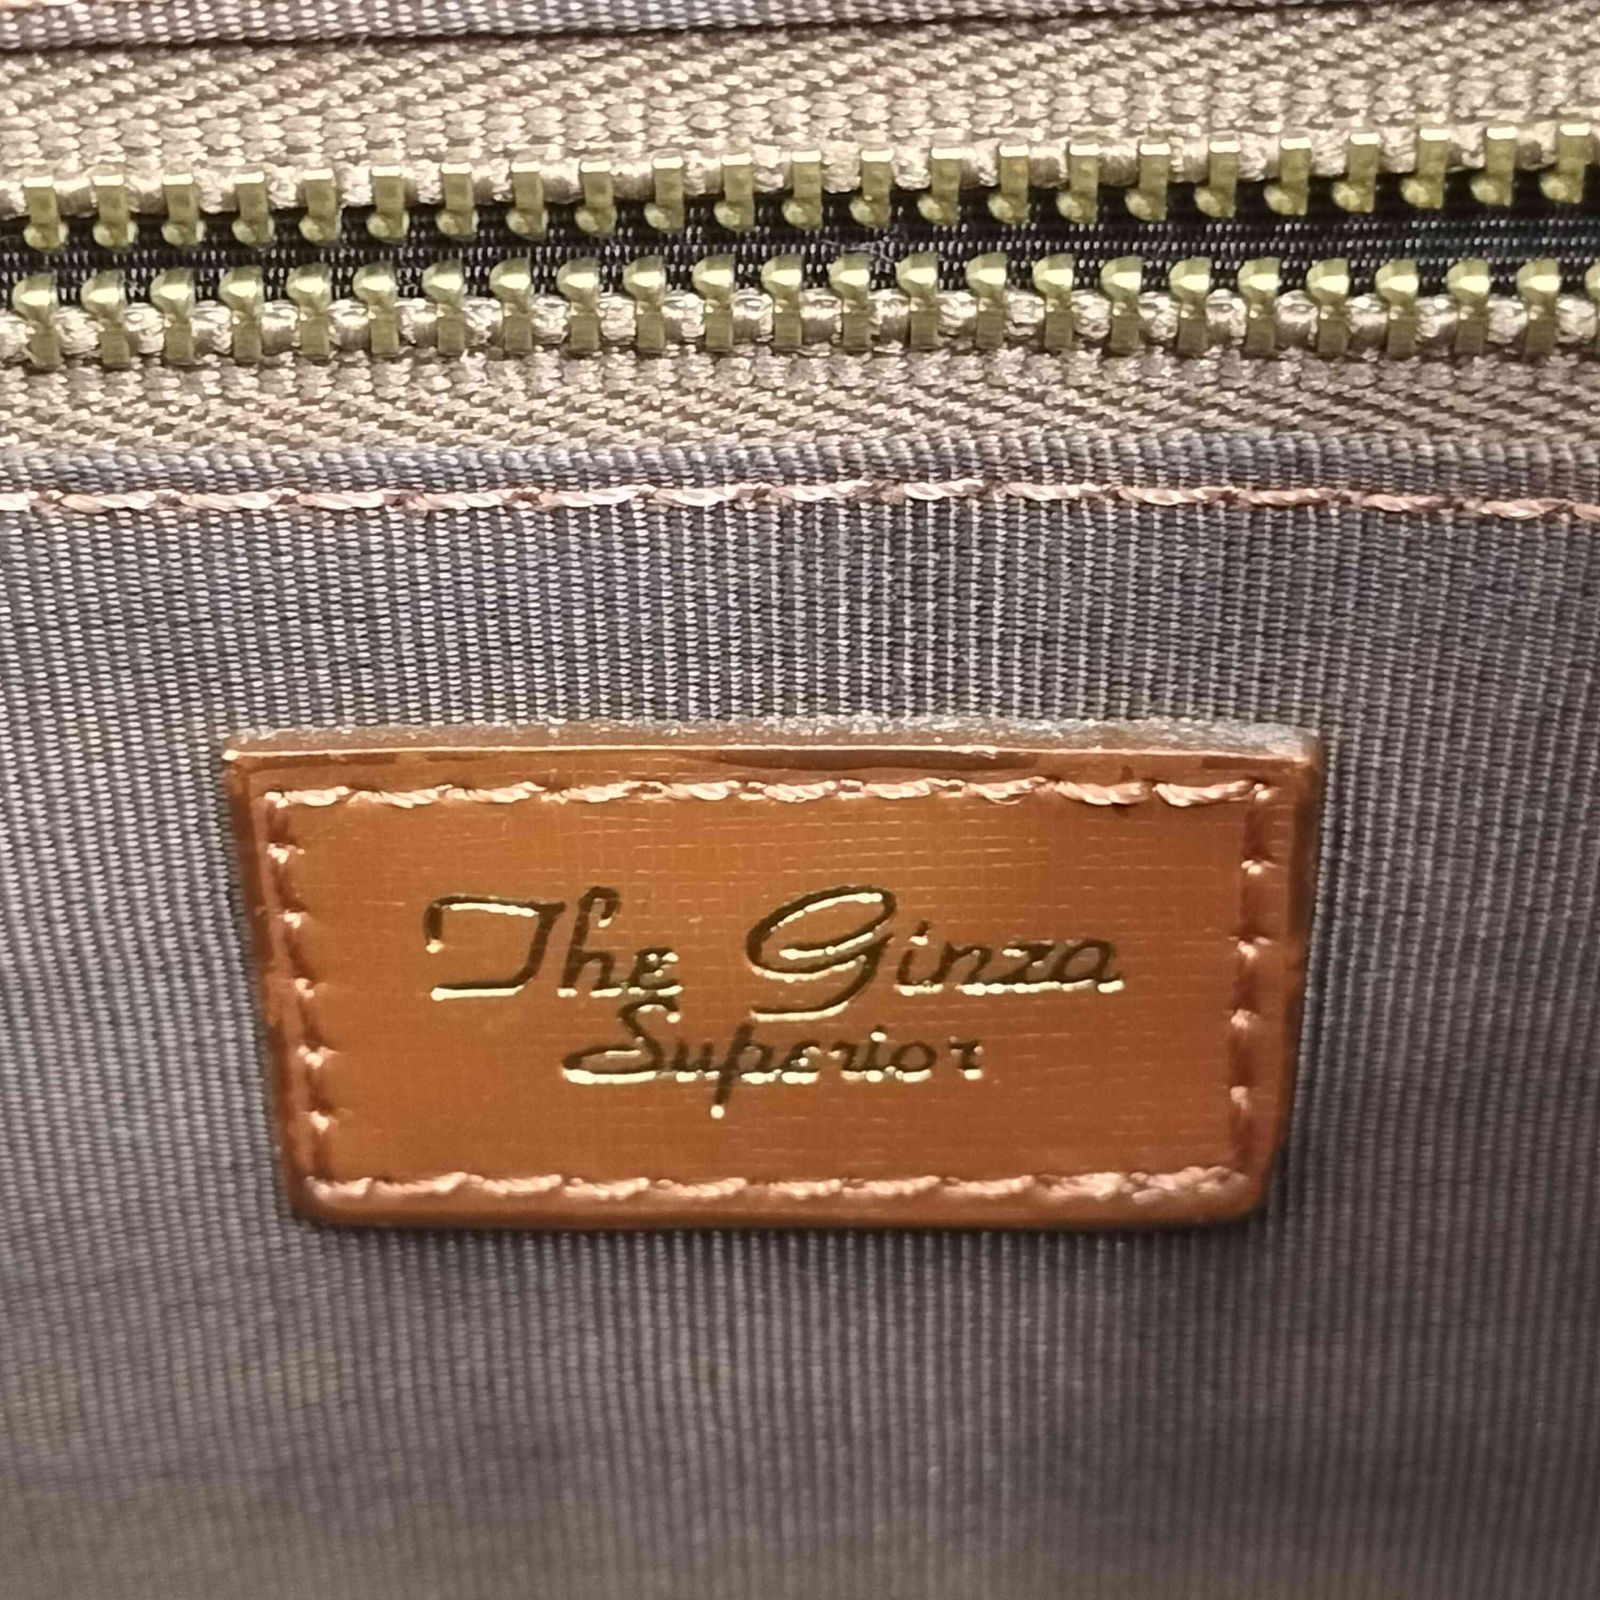 The Ginza
Superior